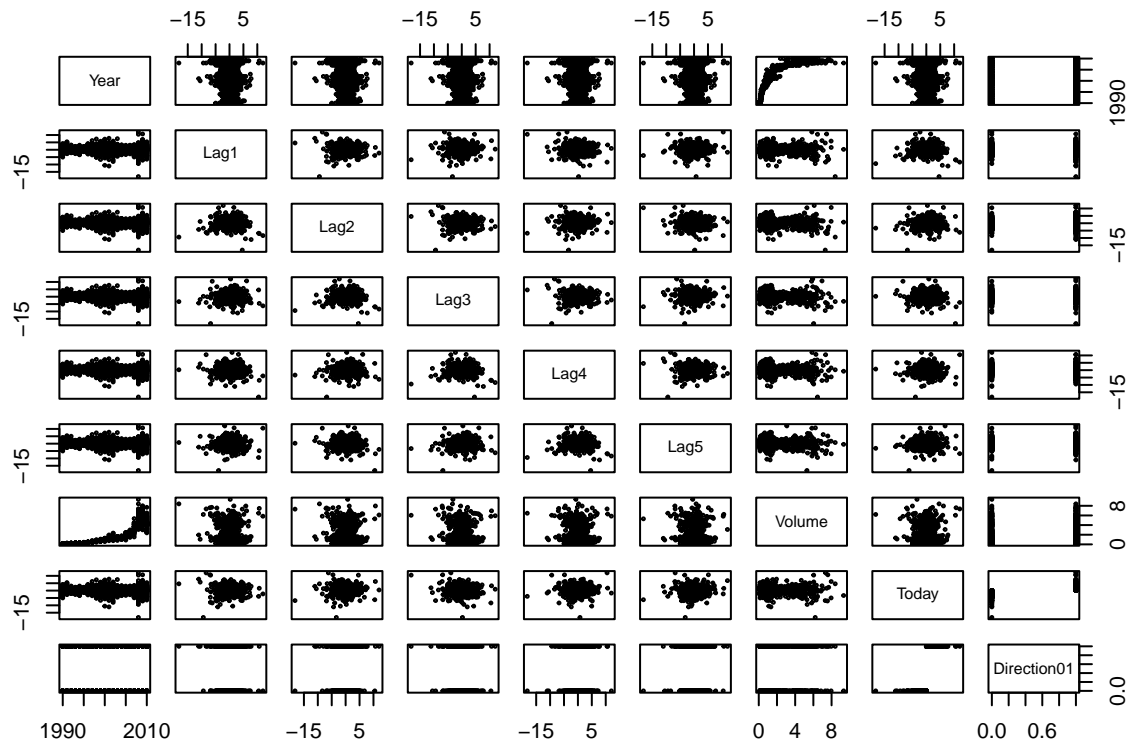 −15 5 −15 5 −15 5
Year 1990
−15 Lag1
Lag2 −15
−15 Lag3
Lag4 −15
−15 Lag5
Volume 0 8
−15 Today
Direction01 0.0
1990 2010 −15 5 −15 5 0 4 8 0.0 0.6